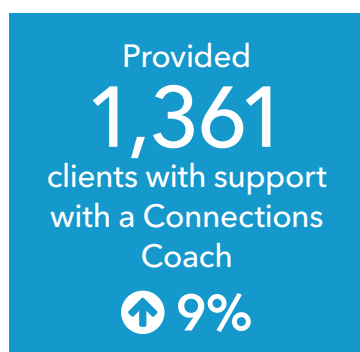 Provided
1,361
clients with support
with a Connections
Coach
9%